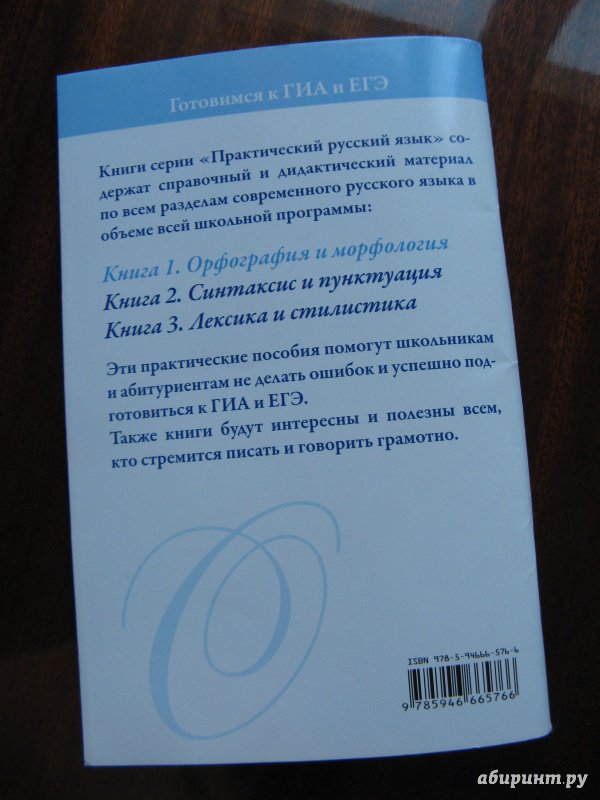 Готовимся к ГИА и ЕГЭ
Книги серии «Практический русский язык» со-
держат справочный и дидактический материал
по всем разделам современного русского языка в
объеме всей школьной программы:
Книга 1. Орфография и морфология
Книга 2. Синтаксис и пунктуация
Книга 3. Лексика и стилистика
Эти практические пособия помогут школьникам
и абитуриентам не делать ошибок и успешно под-
готовиться к ГИА и ЕГЭ.
Также книги будут интересны и полезны всем,
кто стремится писать и говорить грамотно.
ISBN 978-5-94666-576-6
9 785946 665766
абиринт.ру